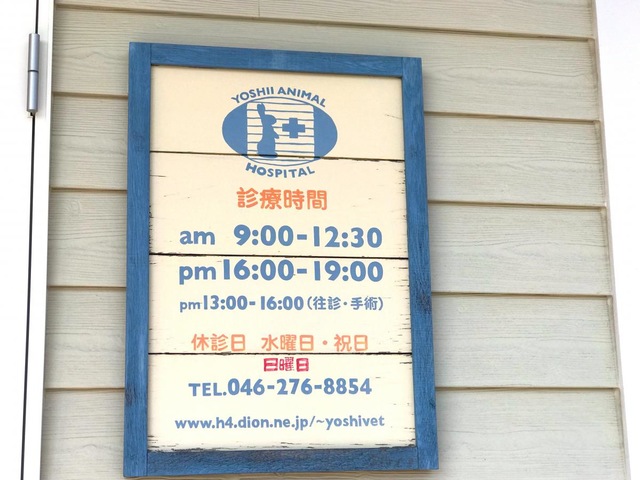 YOSHII ANIMAL
HOSPITAL
診療時間
am 9:00-12:30
pm 16:00-19:00
pm 13:00-16:00(往診・手術)
休診日 水曜日・祝日
日曜日
TEL.046-276-8854
www.h4.dion.ne.jp/~yoshivet